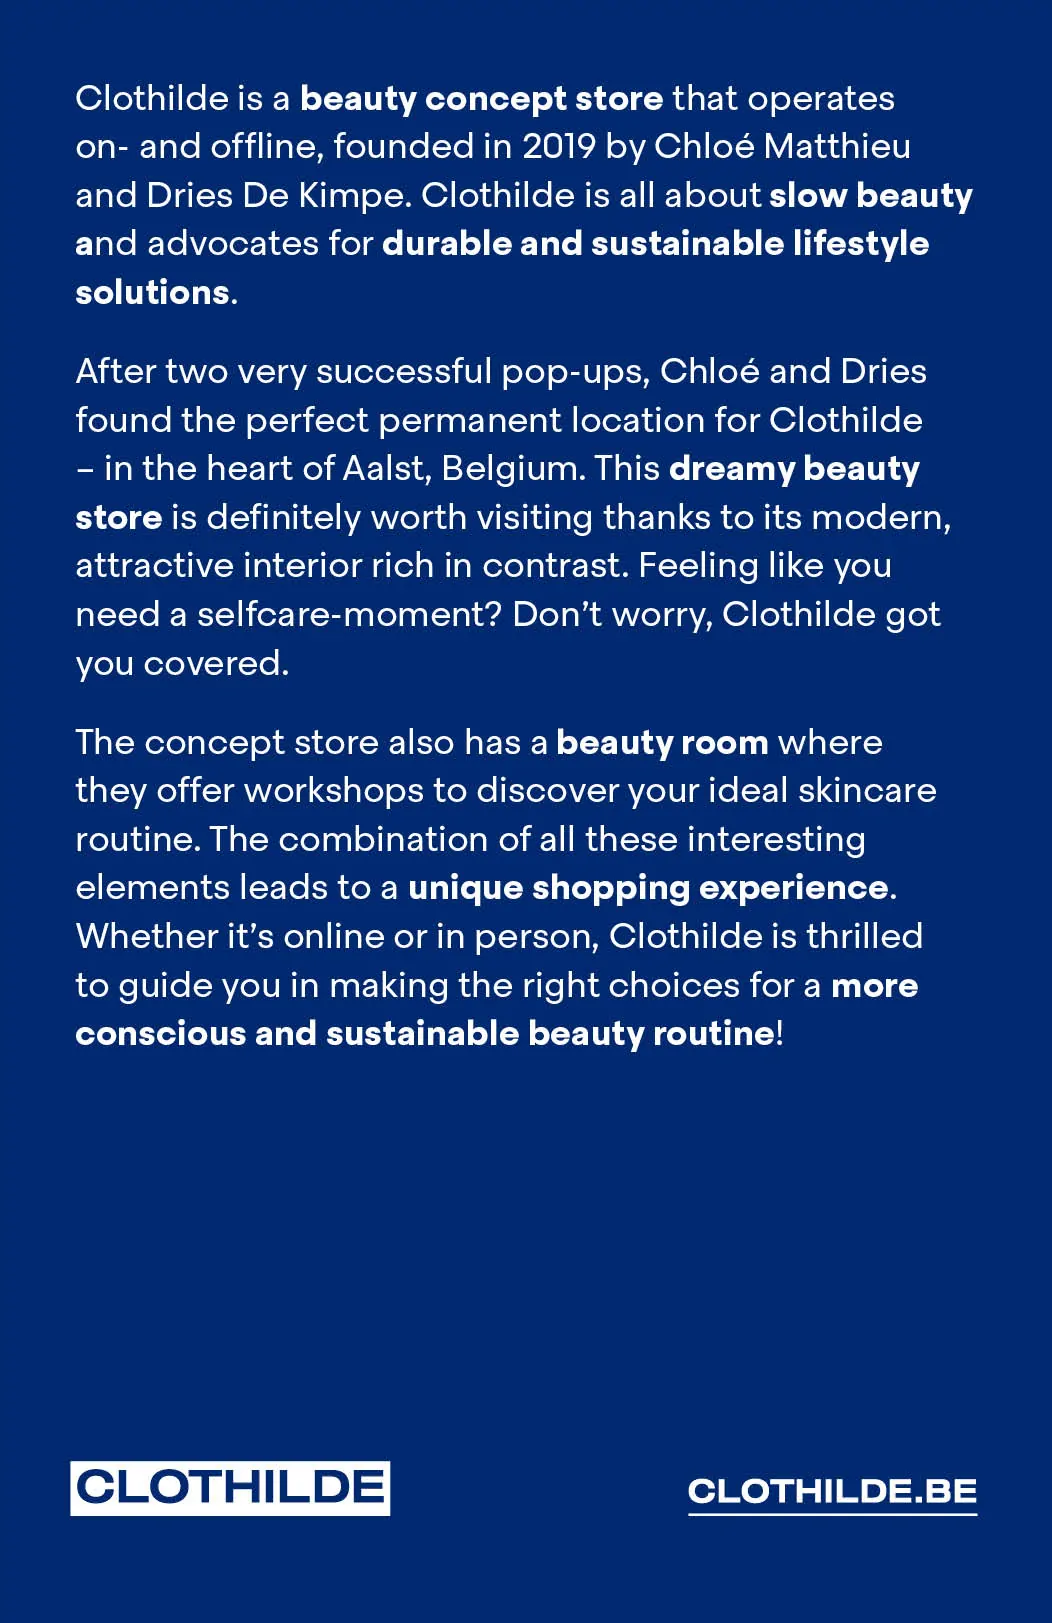 Clothilde is a beauty concept store that operates
on- and offline, founded in 2019 by Chloé Matthieu
and Dries De Kimpe. Clothilde is all about slow beauty
and advocates for durable and sustainable lifestyle
solutions.
After two very successful pop-ups, Chloé and Dries
found the perfect permanent location for Clothilde
– in the heart of Aalst, Belgium. This dreamy beauty
store is definitely worth visiting thanks to its modern,
attractive interior rich in contrast. Feeling like you
need a selfcare-moment? Don’t worry, Clothilde got
you covered.
The concept store also has a beauty room where
they offer workshops to discover your ideal skincare
routine. The combination of all these interesting
elements leads to a unique shopping experience.
Whether it’s online or in person, Clothilde is thrilled
to guide you in making the right choices for a more
conscious and sustainable beauty routine!
CLOTHILDE
CLOTHILDE.BE